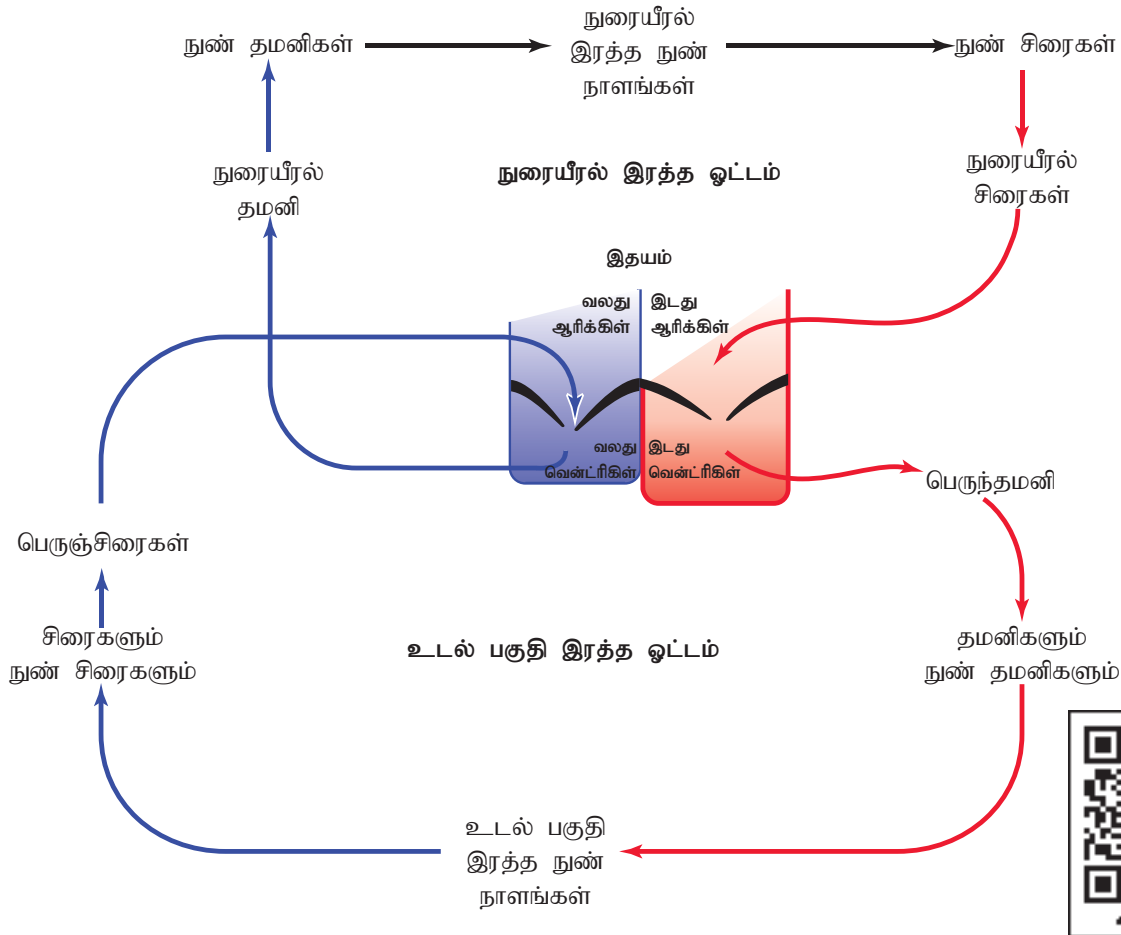 நுண் தமனிகள்
நுரையீரல்
இரத்த நுண்
நாளங்கள்
நுண் சிரைகள்
நுரையீரல்
தமனி
நுரையீரல் இரத்த ஓட்டம்
நுரையீரல்
சிரைகள்
இதயம்
வலது
ஆரிக்கிள்
இடது
ஆரிக்கிள்
வலது
வென்ட்ரிகிள்
இடது
வென்ட்ரிகிள்
பெருந்தமனி
பெருஞ்சிரைகள்
சிரைகளும்
நுண் சிரைகளும்
உடல் பகுதி இரத்த ஓட்டம்
தமனிகளும்
நுண் தமனிகளும்
உடல் பகுதி
இரத்த நுண்
நாளங்கள்